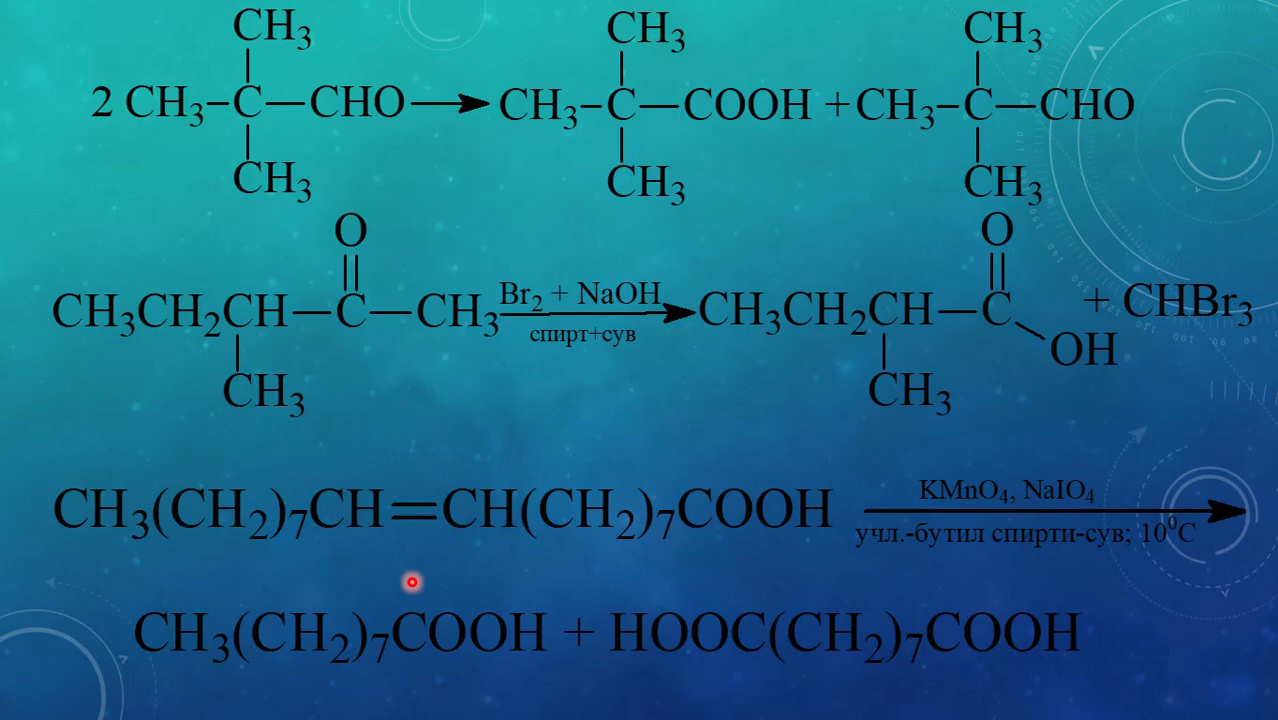 CH3 CH3 CH3
2 CH3–C—CHO → CH3–C—COOH + CH3–C—CHO
CH3 CH3 CH3
O O
CH3CH2CH—C—CH3 Br2 + NaOH → CH3CH2CH—C + CHBr3
спирт+сув OH
CH3 CH3
KMnO4, NaIO4
CH3(CH2)7CH=CH(CH2)7COOH →
учл.-бутил спирти-сув; 10⁰C
CH3(CH2)7COOH + HOOC(CH2)7COOH